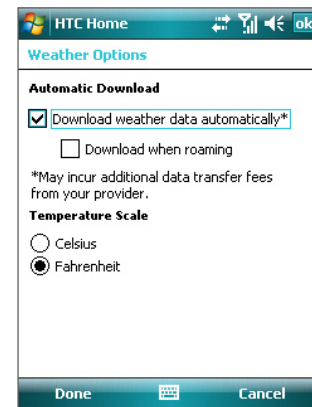 HTC Home ok
Weather Options
Automatic Download
Download weather data automatically*
Download when roaming
*May incur additional data transfer fees
from your provider.
Temperature Scale
Celsius
Fahrenheit
Done Cancel